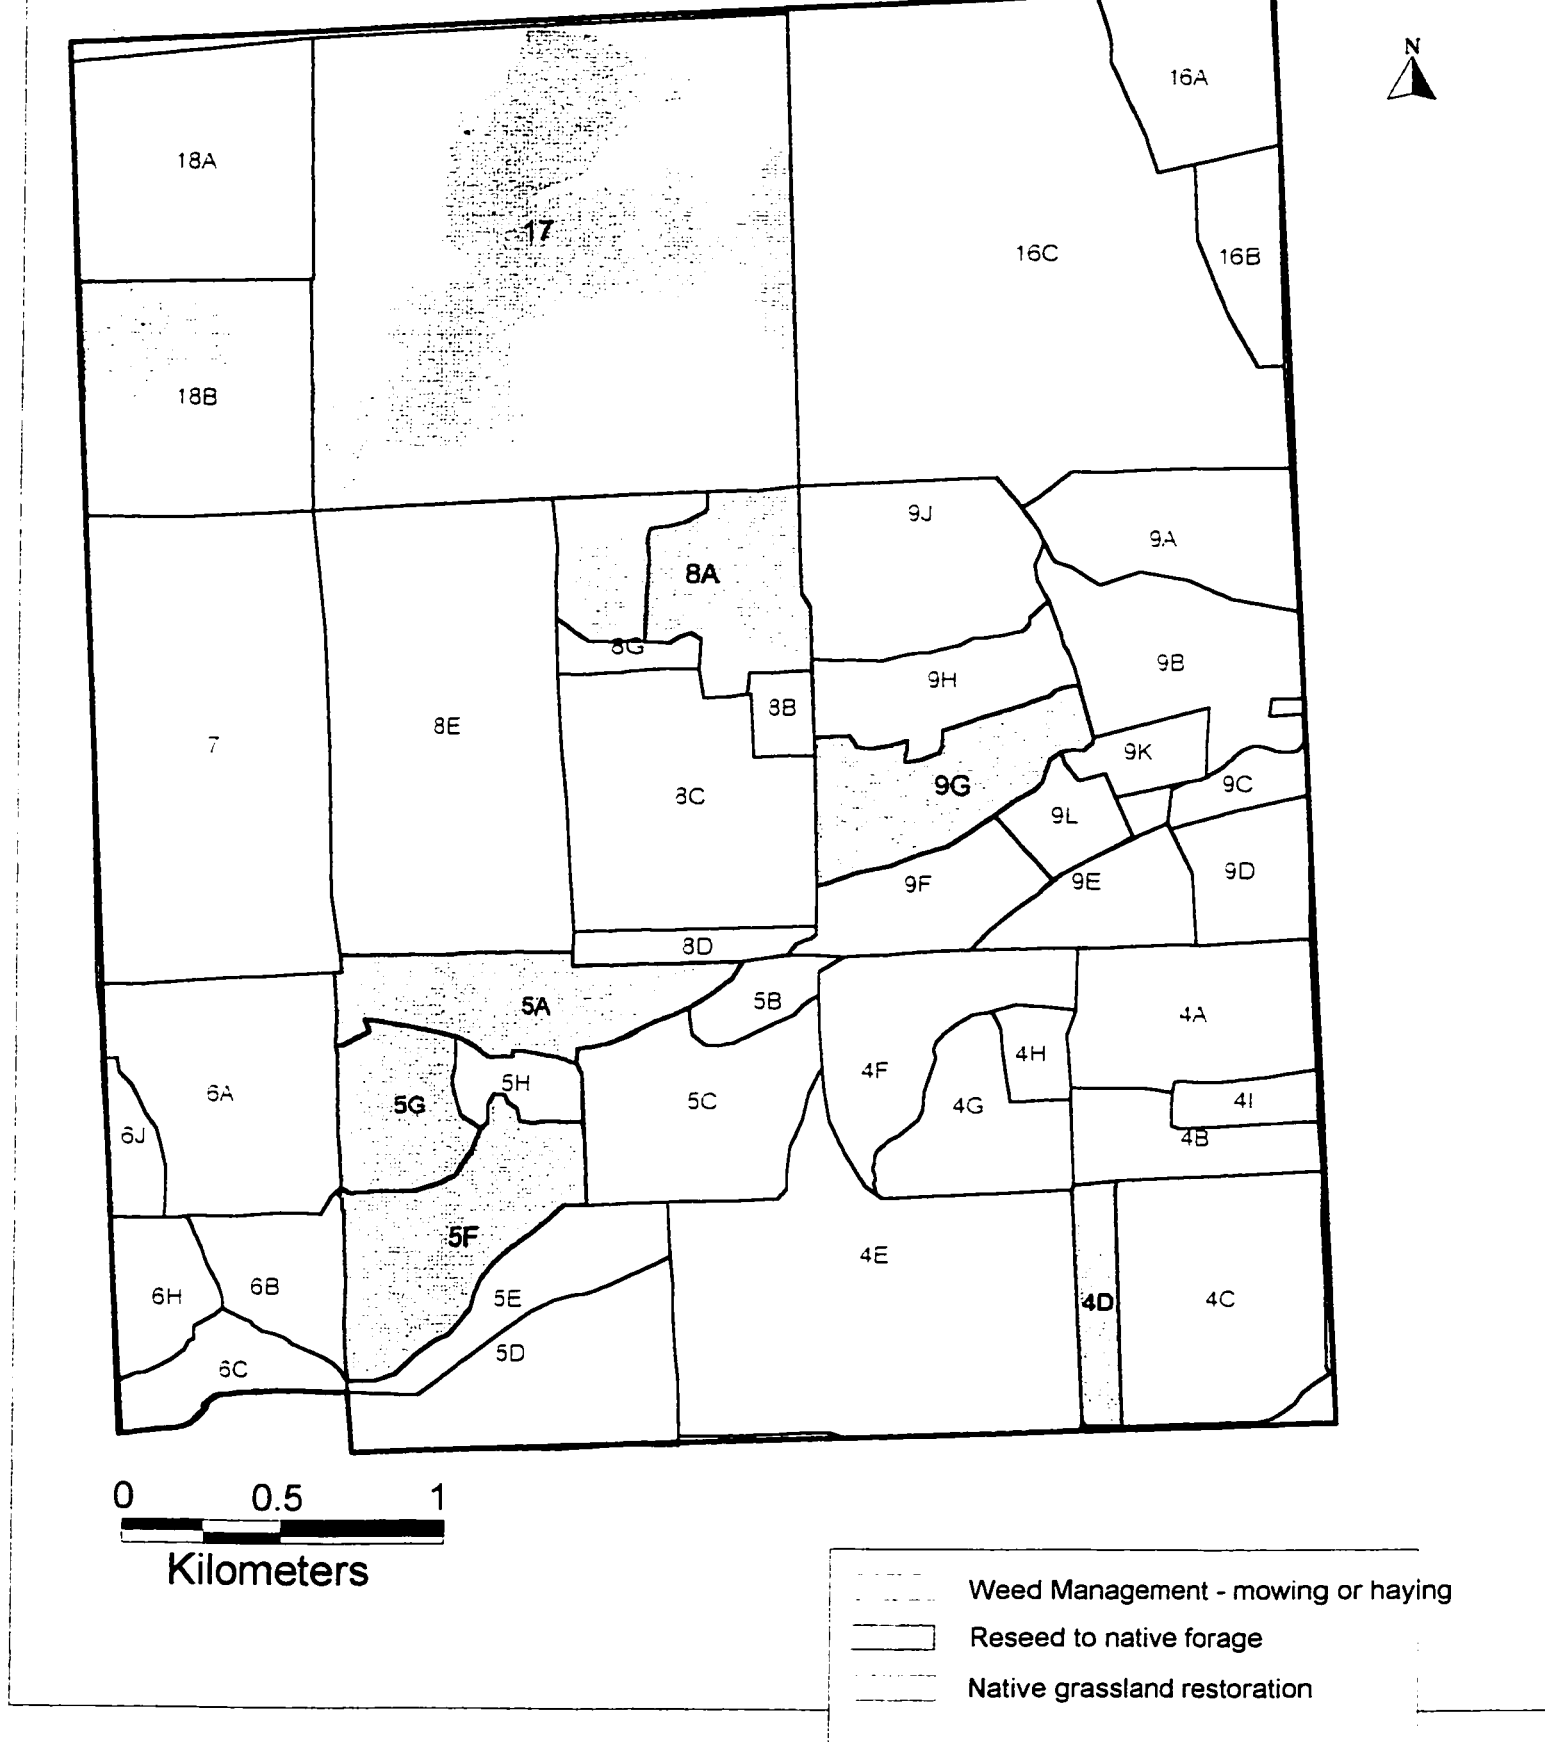 N
16A
18A
17
16C
16B
18B
9J
9A
8A
8G
9B
9H
8B
8E
7
9K
9G
9C
8C
9L
9D
9F
9E
8D
5A
5B
4A
4H
4F
5H
6A
5C
4I
5G
4G
6J
4B
5F
4E
6B
6H
5E
4D
4C
5D
6C
0 0.5 1
Kilometers
Weed Management - mowing or haying
Reseed to native forage
Native grassland restoration